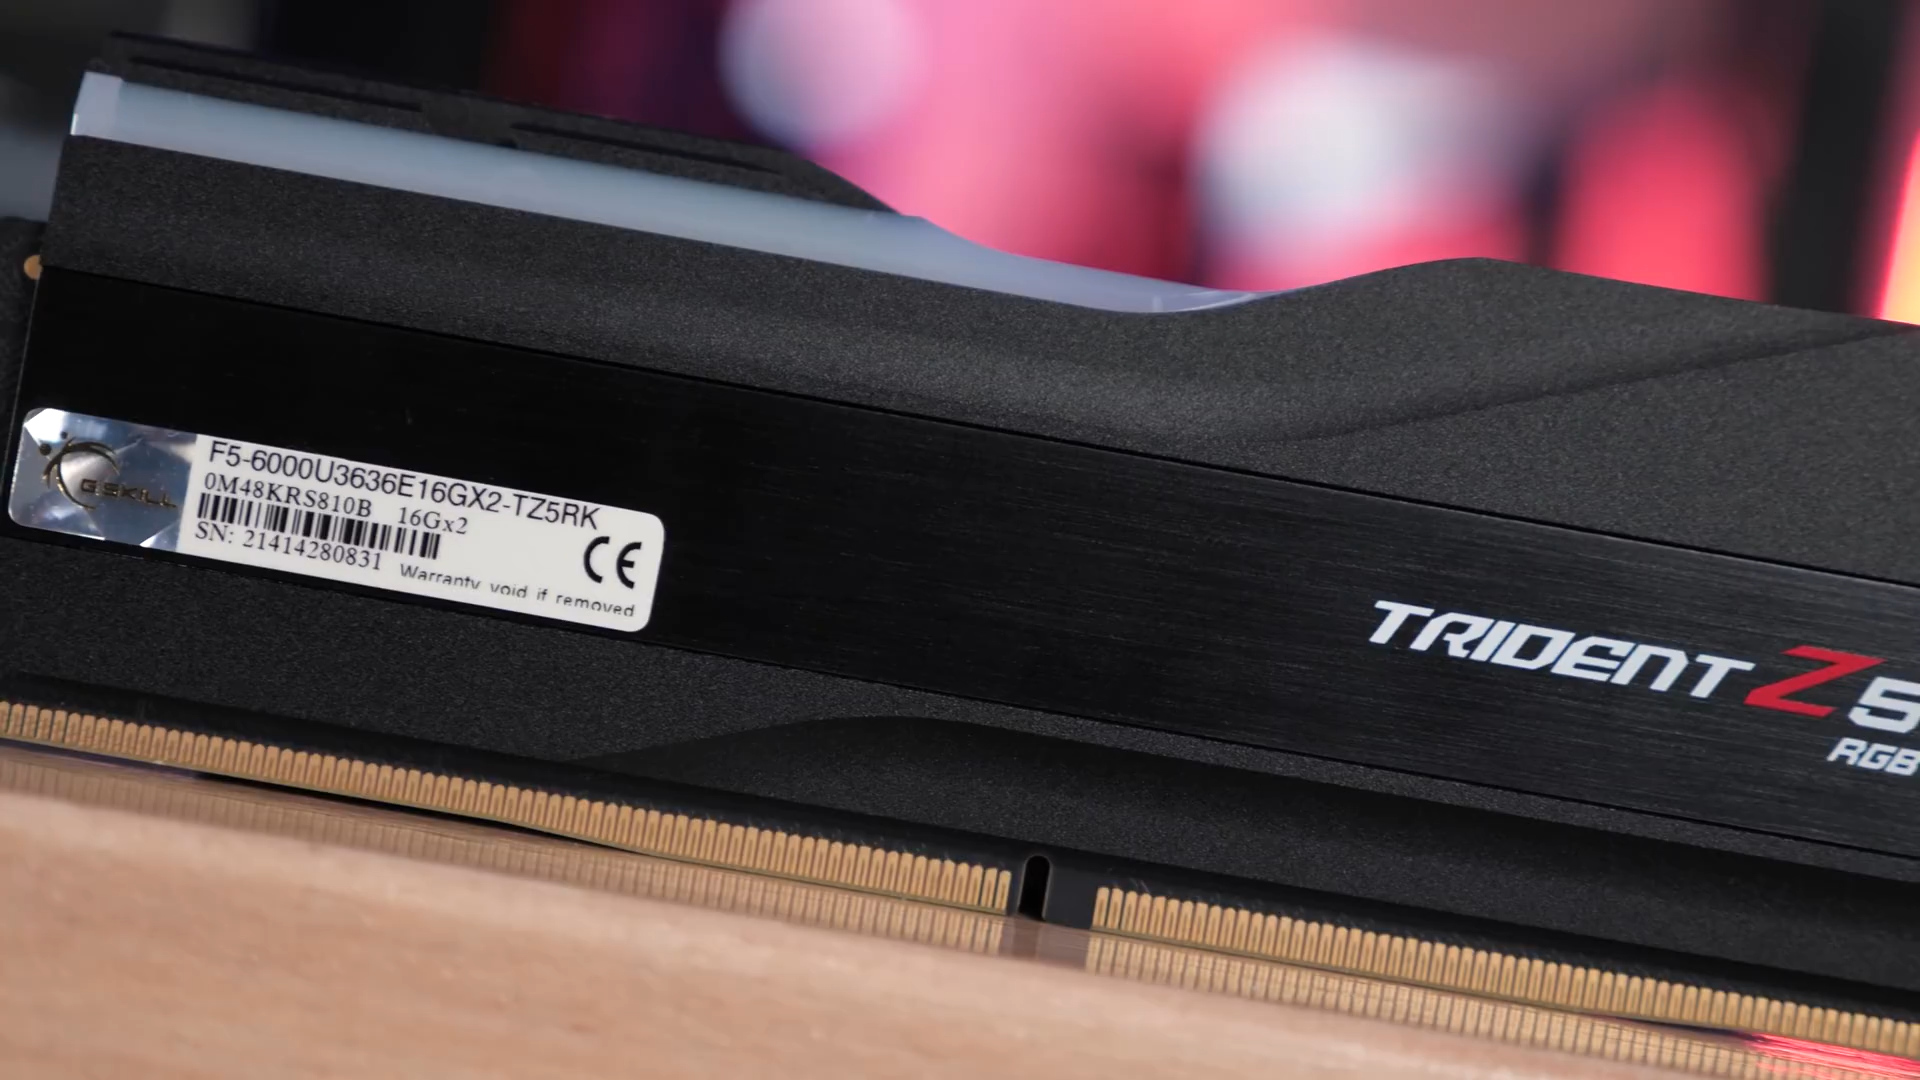 G.SKILL
F5-6000U3636E16GX2-TZ5RK
0M48KRS810B 16Gx2
SN: 21414280831
Warranty void if removed
CE
TRIDENT Z5
RGB